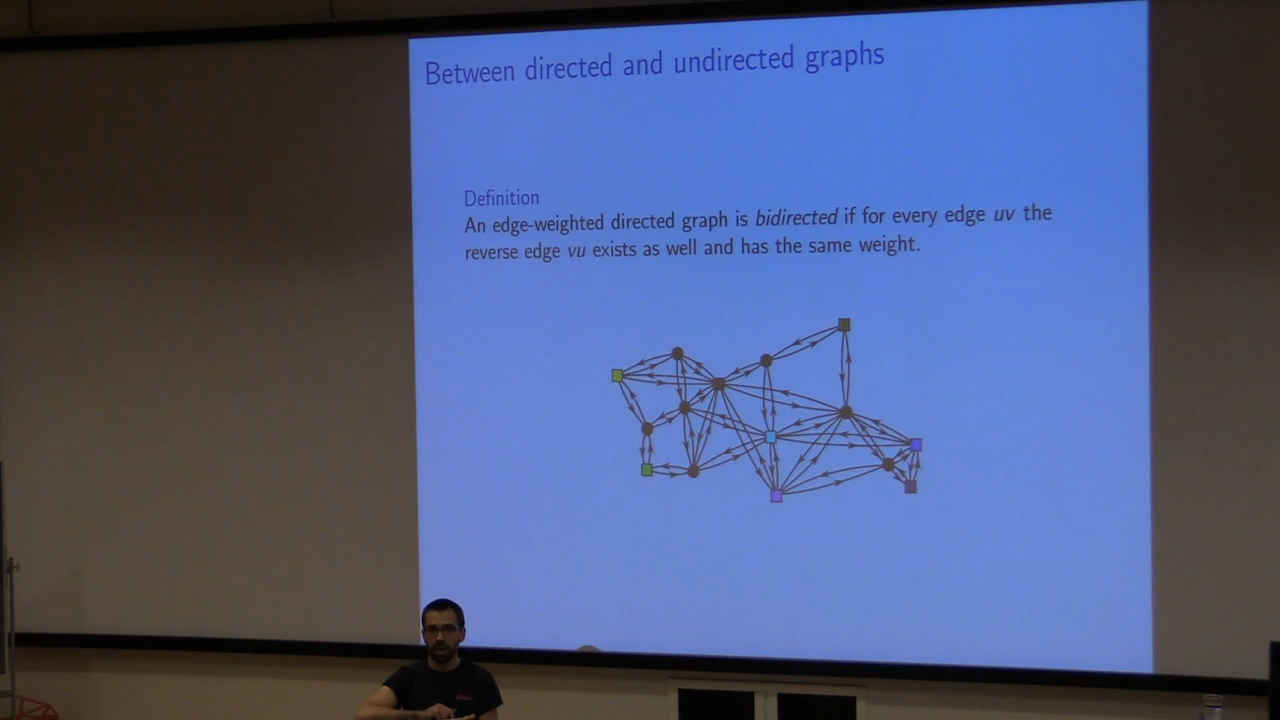 Between directed and undirected graphs
Definition
An edge-weighted directed graph is bidirected if for every edge uv the
reverse edge vu exists as well and has the same weight.